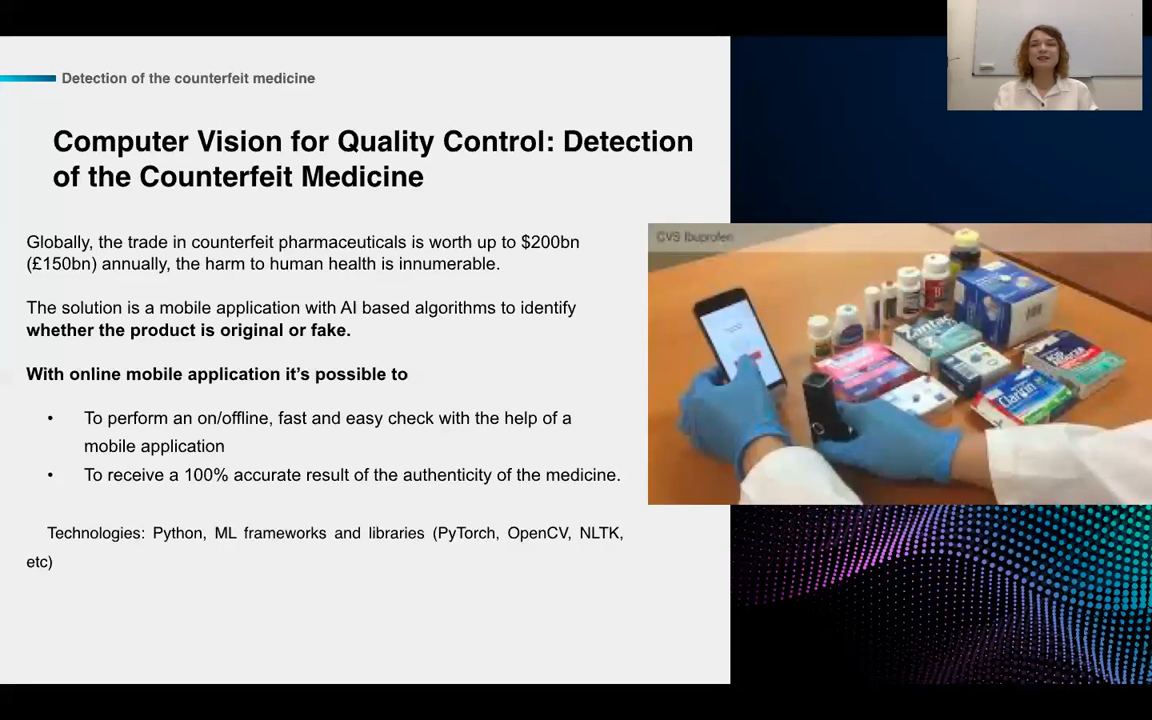 Detection of the counterfeit medicine
Computer Vision for Quality Control: Detection
of the Counterfeit Medicine
Globally, the trade in counterfeit pharmaceuticals is worth up to $200bn
(£150bn) annually, the harm to human health is innumerable.
The solution is a mobile application with AI based algorithms to identify
whether the product is original or fake.
With online mobile application it’s possible to
• To perform an on/offline, fast and easy check with the help of a
mobile application
• To receive a 100% accurate result of the authenticity of the medicine.
Technologies: Python, ML frameworks and libraries (PyTorch, OpenCV, NLTK,
etc)
CVS Ibuprofen
Zantac
Claritin